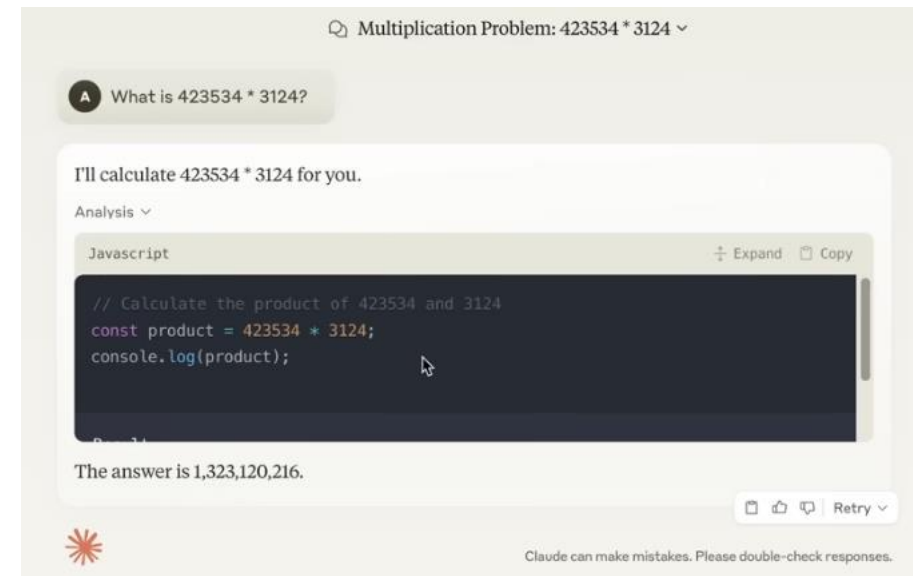 Multiplication Problem: 423534 * 3124
A What is 423534 * 3124?
I'll calculate 423534 * 3124 for you.
Analysis
Javascript Expand Copy
// Calculate the product of 423534 and 3124
const product = 423534 * 3124;
console.log(product);
The answer is 1,323,120,216.
Retry
Claude can make mistakes. Please double-check responses.